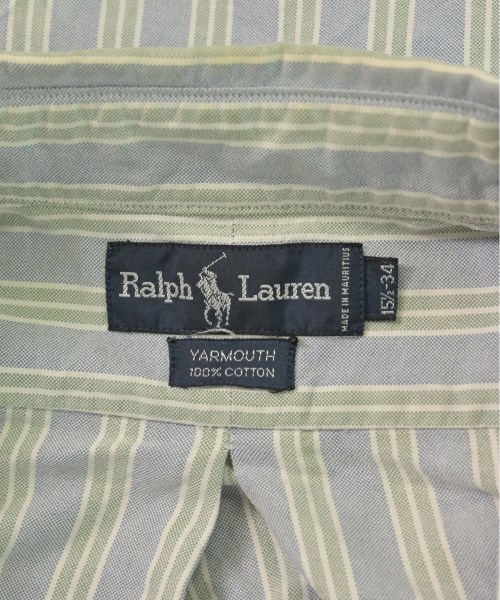 Ralph Lauren
MADE IN MAURITIUS
15½-34
YARMOUTH
100% COTTON